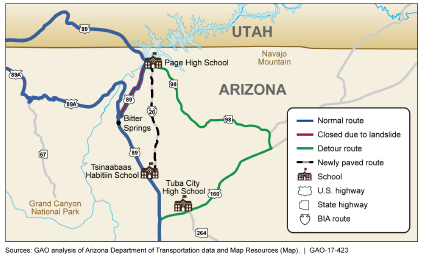 89
UTAH
Navajo
Mountain
Page High School
89A
98
ARIZONA
89A
89
20
98
Bitter
Springs
89
67
Tsinaabaas
Habitiin School
Tuba City
High School
160
Grand Canyon
National Park
264
Normal route
Closed due to landslide
Detour route
Newly paved route
School
U.S. highway
State highway
BIA route
Sources: GAO analysis of Arizona Department of Transportation data and Map Resources (Map). | GAO-17-423